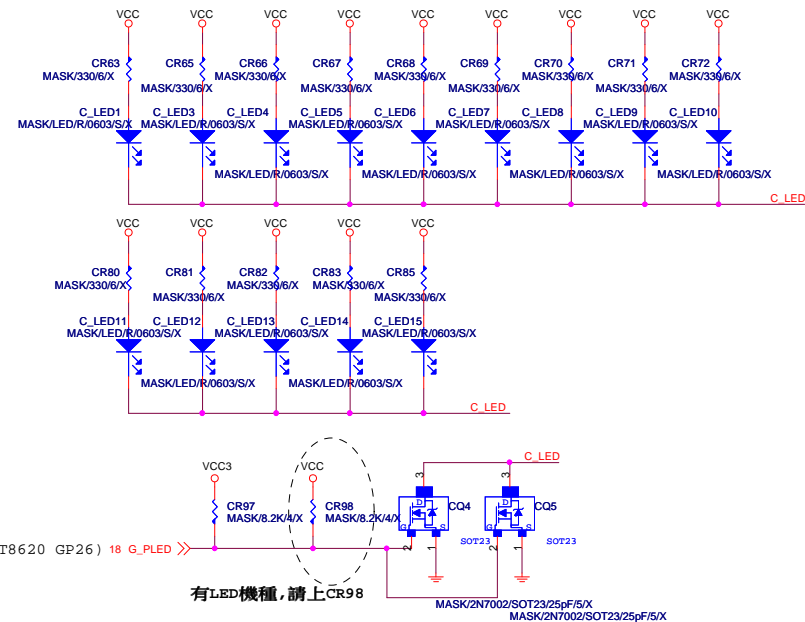 VCC VCC VCC VCC VCC VCC VCC VCC VCC
CR63 CR65 CR66 CR67 CR68 CR69 CR70 CR71 CR72
MASK/330/6/X MASK/330/6/X MASK/330/6/X MASK/330/6/X MASK/330/6/X
MASK/330/6/X MASK/330/6/X MASK/330/6/X MASK/330/6/X
C_LED1 C_LED3 C_LED4 C_LED5 C_LED6 C_LED7 C_LED8 C_LED9 C_LED10
MASK/LED/R/0603/S/X MASK/LED/R/0603/S/X MASK/LED/R/0603/S/X MASK/LED/R/0603/S/X MASK/LED/R/0603/S/X
MASK/LED/R/0603/S/X MASK/LED/R/0603/S/X MASK/LED/R/0603/S/X MASK/LED/R/0603/S/X
C_LED
VCC VCC VCC VCC VCC
CR80 CR81 CR82 CR83 CR85
MASK/330/6/X MASK/330/6/X MASK/330/6/X
MASK/330/6/X MASK/330/6/X
C_LED11 C_LED12 C_LED13 C_LED14 C_LED15
MASK/LED/R/0603/S/X MASK/LED/R/0603/S/X MASK/LED/R/0603/S/X
MASK/LED/R/0603/S/X MASK/LED/R/0603/S/X
C_LED
C_LED
VCC3 VCC 3 3
CR97 CR98 D CQ4 D CQ5
MASK/8.2K/4/X MASK/8.2K/4/X
G S G S
SOT23 SOT23
T8620 GP26) 18 G_PLED 2 1 2 1
有LED機種,請上CR98
MASK/2N7002/SOT23/25pF/5/X
MASK/2N7002/SOT23/25pF/5/X